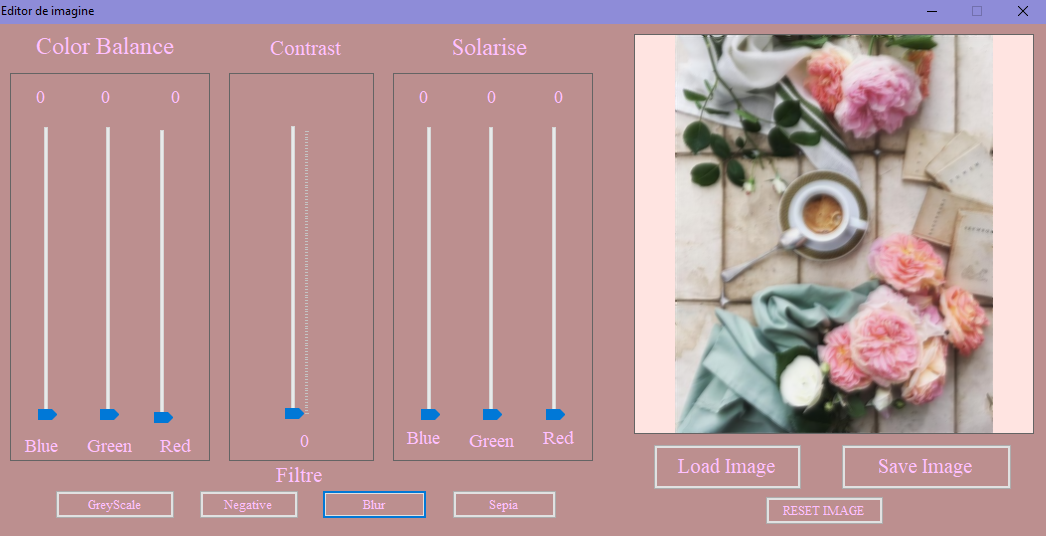 Editor de imagine
Color Balance
Contrast
Solarise
0 0 0
0 0 0
Blue Green Red
0
Blue Green Red
Filtre
GreyScale
Negative
Blur
Sepia
Load Image
Save Image
RESET IMAGE